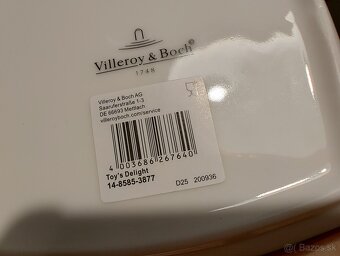 Villeroy & Boch®
1748
Villeroy & Boch AG
Saaruferstraße 1-3
DE 66693 Mettlach
villeroyboch.com/service
4 003686 267640
Toy's Delight
14-8585-3877
D25 200936
Bazos.sk